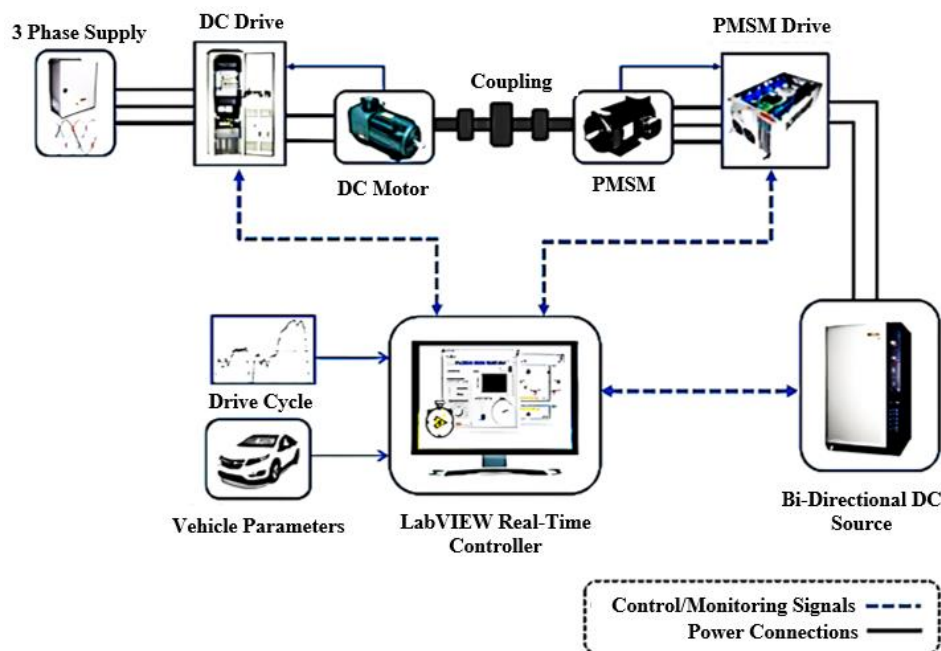 3 Phase Supply
DC Drive
PMSM Drive
Coupling
DC Motor
PMSM
Drive Cycle
Vehicle Parameters
LabVIEW Real-Time
Controller
Bi-Directional DC
Source
Control/Monitoring Signals
Power Connections